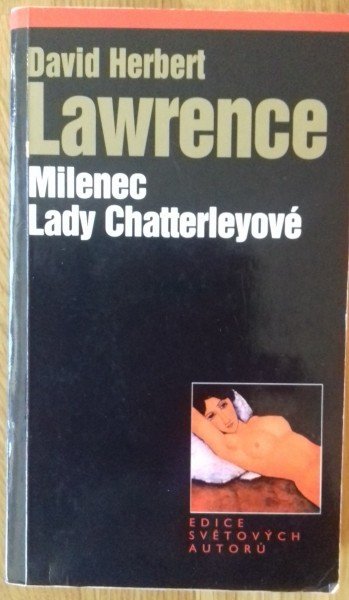 David Herbert
Lawrence
Milenec
Lady Chatterleyové
EDICE
SVĚTOVÝCH
AUTORŮ